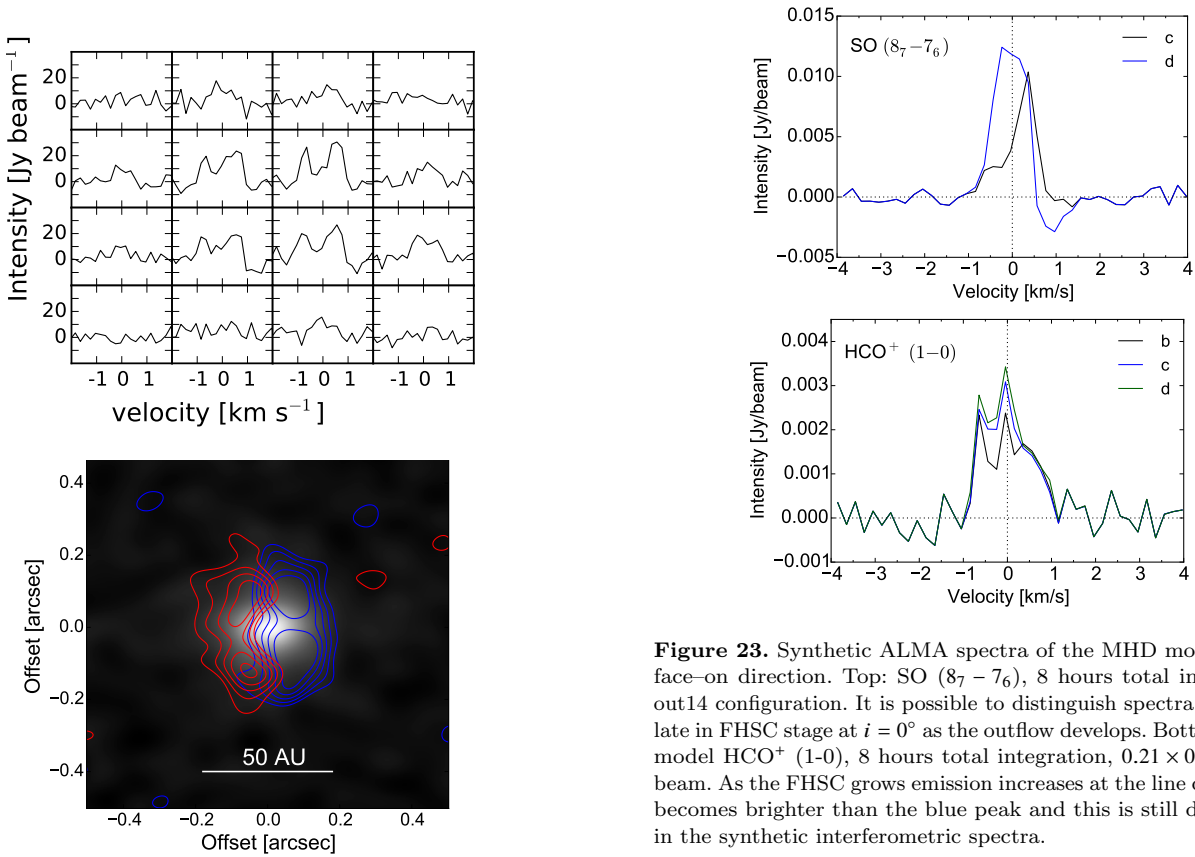 Intensity [Jy beam−1]
20
0
20
0
20
0
20
0
-1 0 1 -1 0 1 -1 0 1 -1 0 1
velocity [km s−1]
0.4
0.2
0.0
−0.2
−0.4
Offset [arcsec]
50 AU
−0.4 −0.2 0.0 0.2 0.4
Offset [arcsec]
0.015
SO (8₇−7₆)
c
d
0.010
0.005
0.000
−0.005
Intensity [Jy/beam]
−4 −3 −2 −1 0 1 2 3 4
Velocity [km/s]
0.004
HCO+ (1−0)
b
c
d
0.003
0.002
0.001
0.000
−0.001
Intensity [Jy/beam]
−4 −3 −2 −1 0 1 2 3 4
Velocity [km/s]
Figure 23. Synthetic ALMA spectra of the MHD mo
face–on direction. Top: SO (8₇ − 7₆), 8 hours total in
out14 configuration. It is possible to distinguish spectra
late in FHSC stage at i = 0° as the outflow develops. Bott
model HCO+ (1-0), 8 hours total integration, 0.21 × 0
beam. As the FHSC grows emission increases at the line c
becomes brighter than the blue peak and this is still d
in the synthetic interferometric spectra.